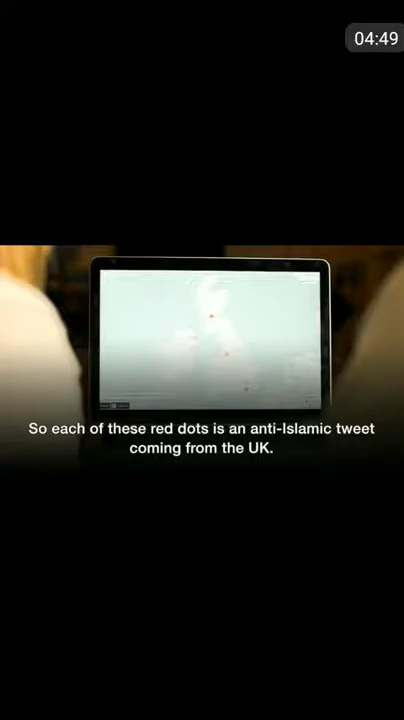 04:49
So each of these red dots is an anti-Islamic tweet
coming from the UK.